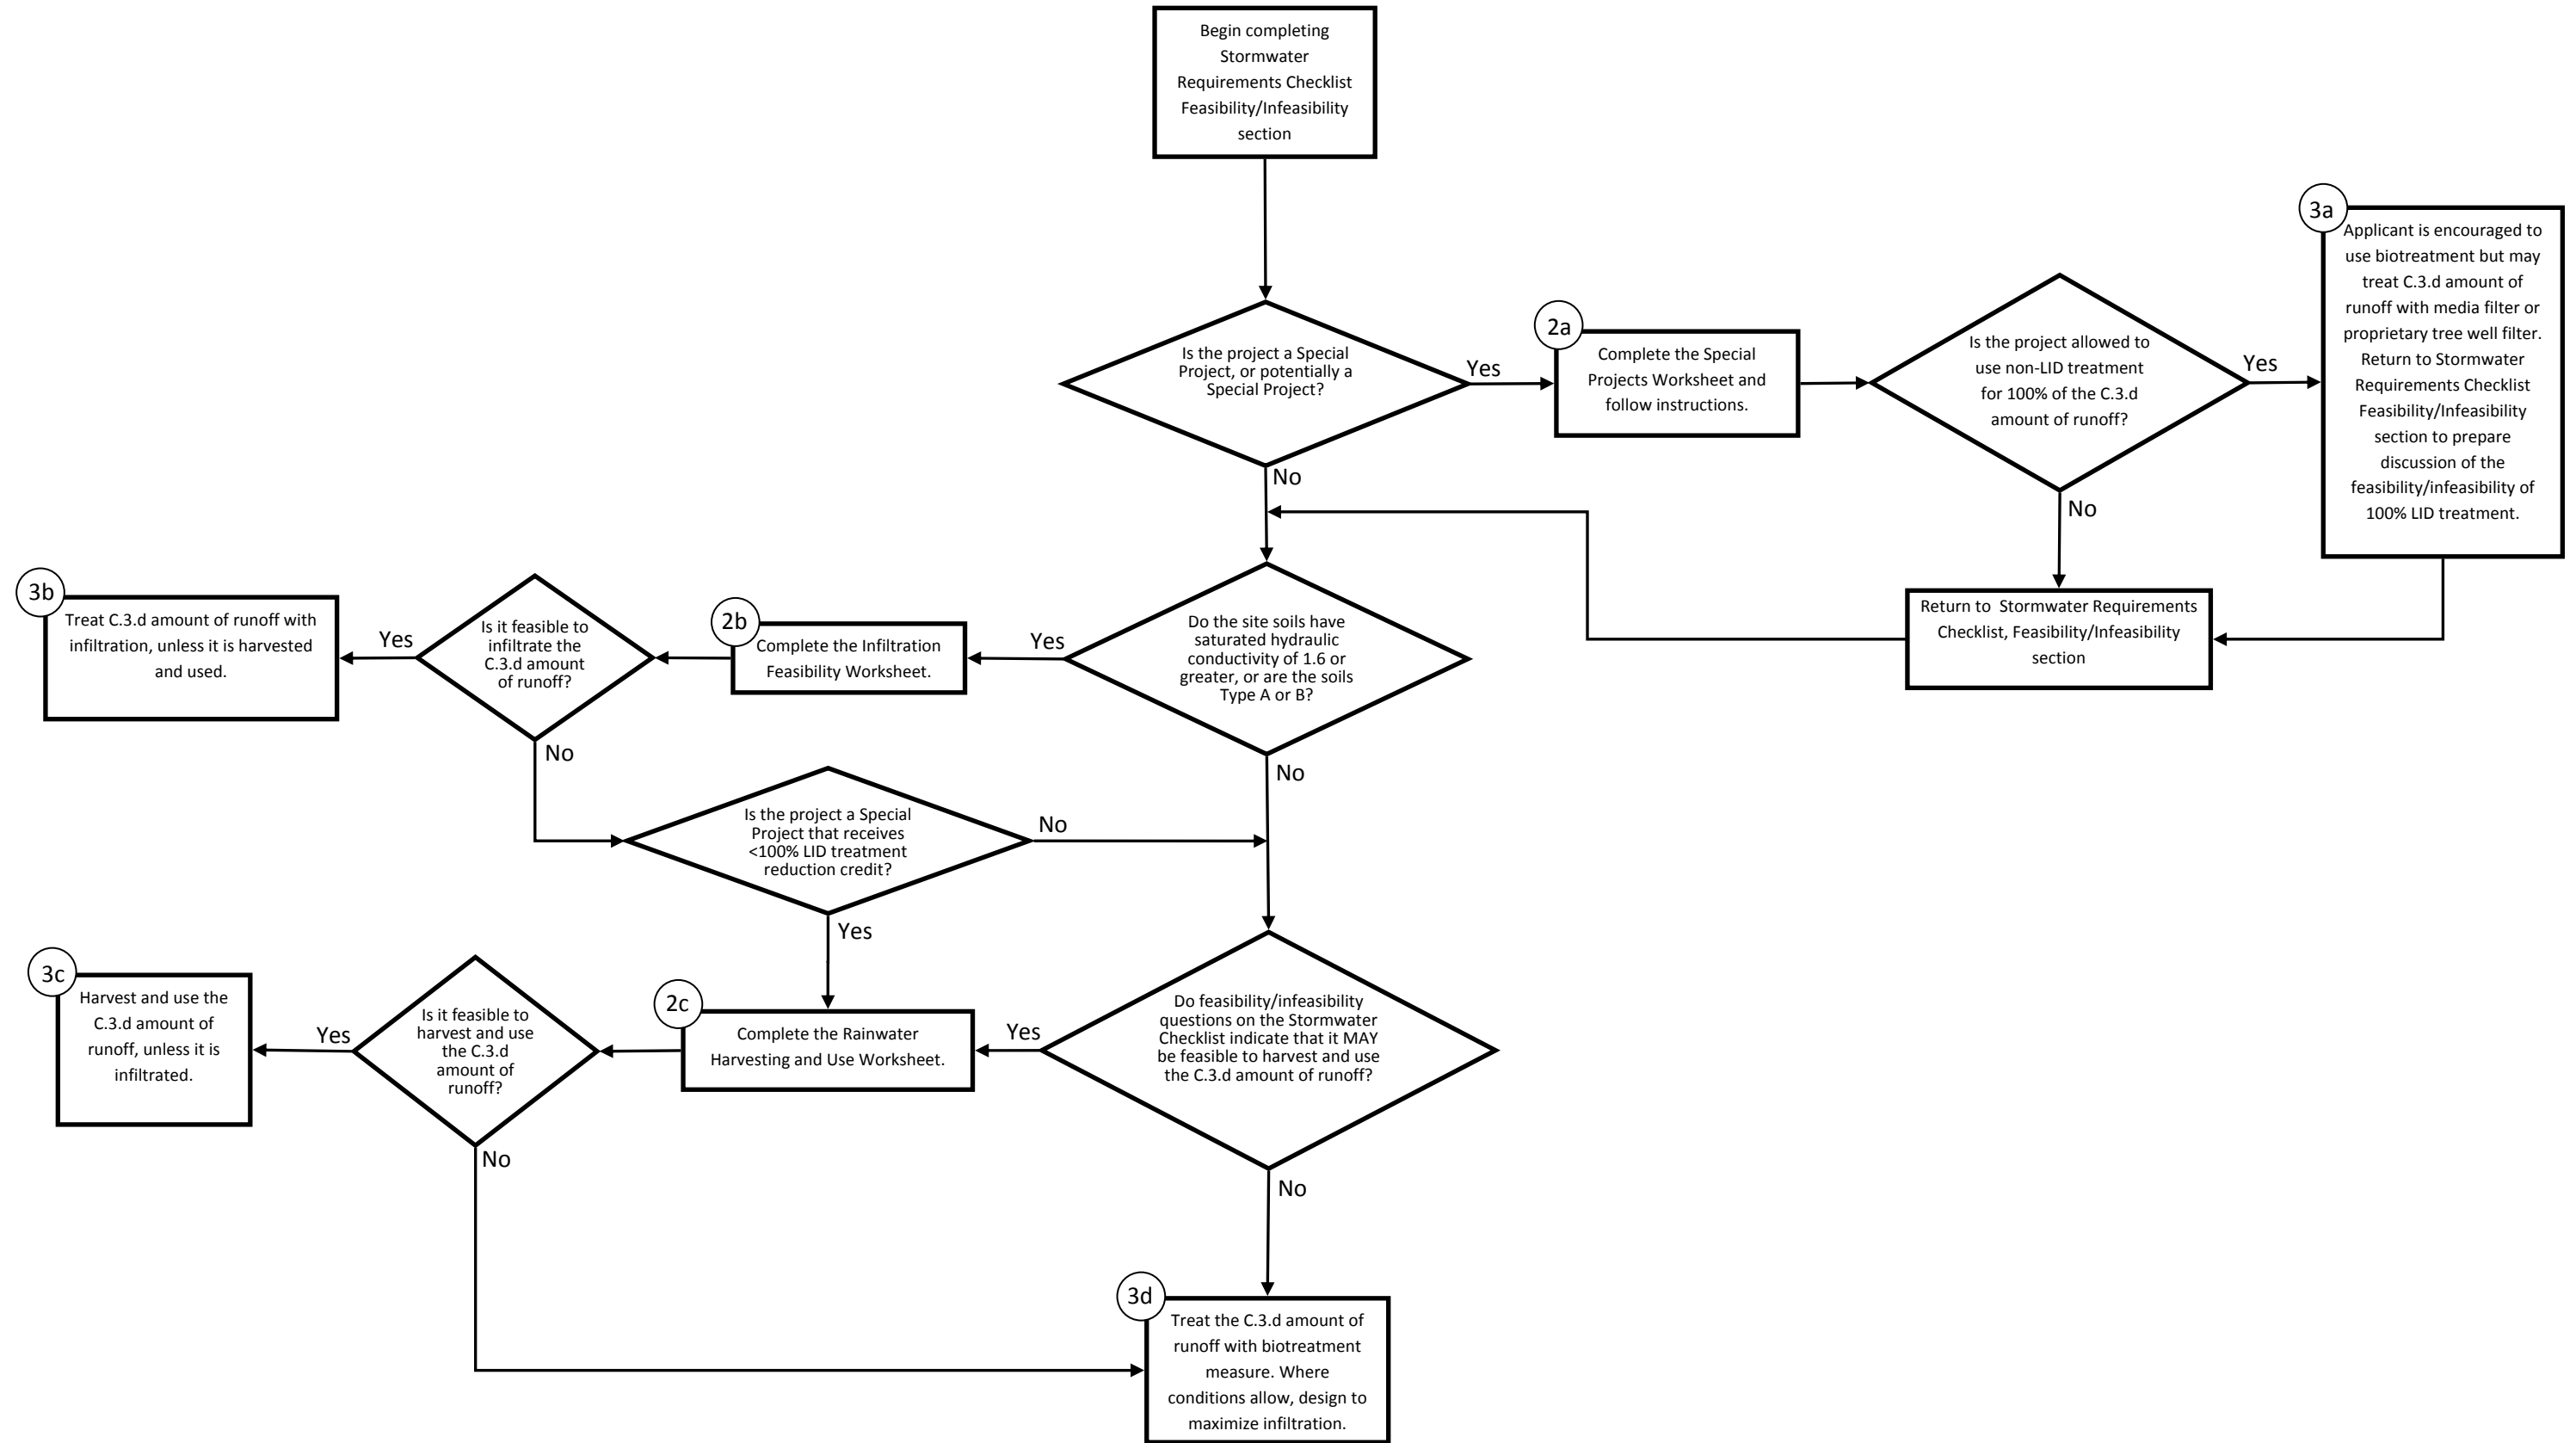 Begin completing
Stormwater
Requirements Checklist
Feasibility/Infeasibility
section
Is the project a Special
Project, or potentially a
Special Project?
Yes
No
2a
Complete the Special
Projects Worksheet and
follow instructions.
Is the project allowed to
use non-LID treatment
for 100% of the C.3.d
amount of runoff?
Yes
No
3a
Applicant is encouraged to
use biotreatment but may
treat C.3.d amount of
runoff with media filter or
proprietary tree well filter.
Return to Stormwater
Requirements Checklist
Feasibility/Infeasibility
section to prepare
discussion of the
feasibility/infeasibility of
100% LID treatment.
Return to Stormwater Requirements
Checklist, Feasibility/Infeasibility
section
Do the site soils have
saturated hydraulic
conductivity of 1.6 or
greater, or are the soils
Type A or B?
Yes
No
2b
Complete the Infiltration
Feasibility Worksheet.
Is it feasible to
infiltrate the
C.3.d amount
of runoff?
Yes
No
3b
Treat C.3.d amount of runoff with
infiltration, unless it is harvested
and used.
Is the project a Special
Project that receives
<100% LID treatment
reduction credit?
No
Yes
Do feasibility/infeasibility
questions on the Stormwater
Checklist indicate that it MAY
be feasible to harvest and use
the C.3.d amount of runoff?
Yes
No
2c
Complete the Rainwater
Harvesting and Use Worksheet.
Is it feasible to
harvest and use
the C.3.d
amount of
runoff?
Yes
No
3c
Harvest and use the
C.3.d amount of
runoff, unless it is
infiltrated.
3d
Treat the C.3.d amount of
runoff with biotreatment
measure. Where
conditions allow, design to
maximize infiltration.